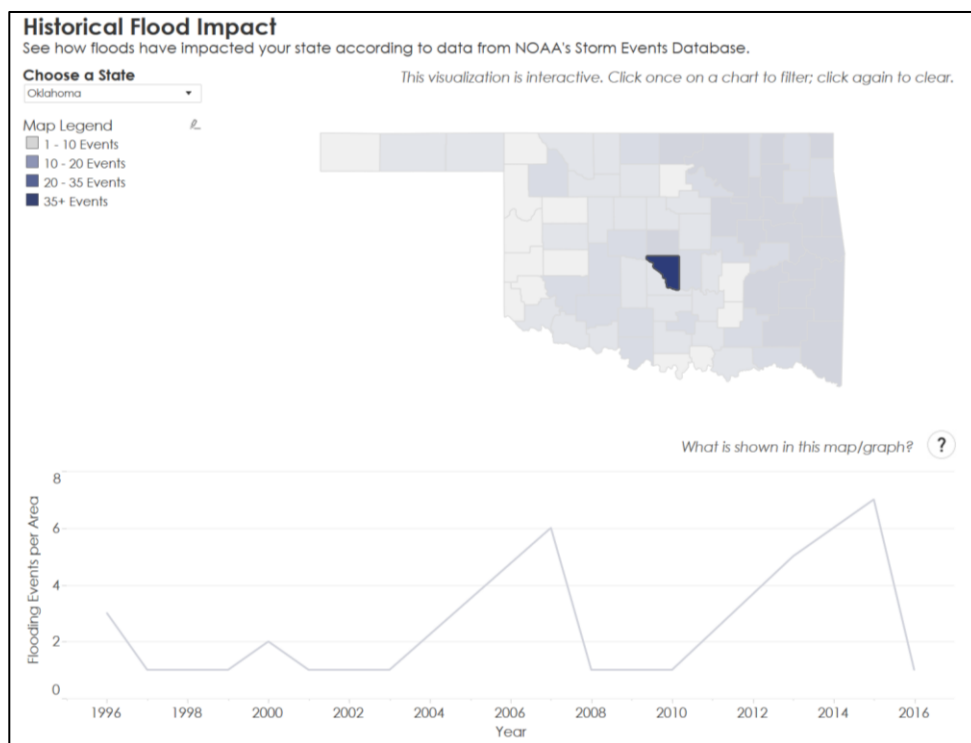 Historical Flood Impact
See how floods have impacted your state according to data from NOAA's Storm Events Database.
Choose a State
This visualization is interactive. Click once on a chart to filter; click again to clear.
Oklahoma
Map Legend
1 - 10 Events
10 - 20 Events
20 - 35 Events
35+ Events
What is shown in this map/graph? ?
Flooding Events per Area
8
6
4
2
0
1996 1998 2000 2002 2004 2006 2008 2010 2012 2014 2016
Year